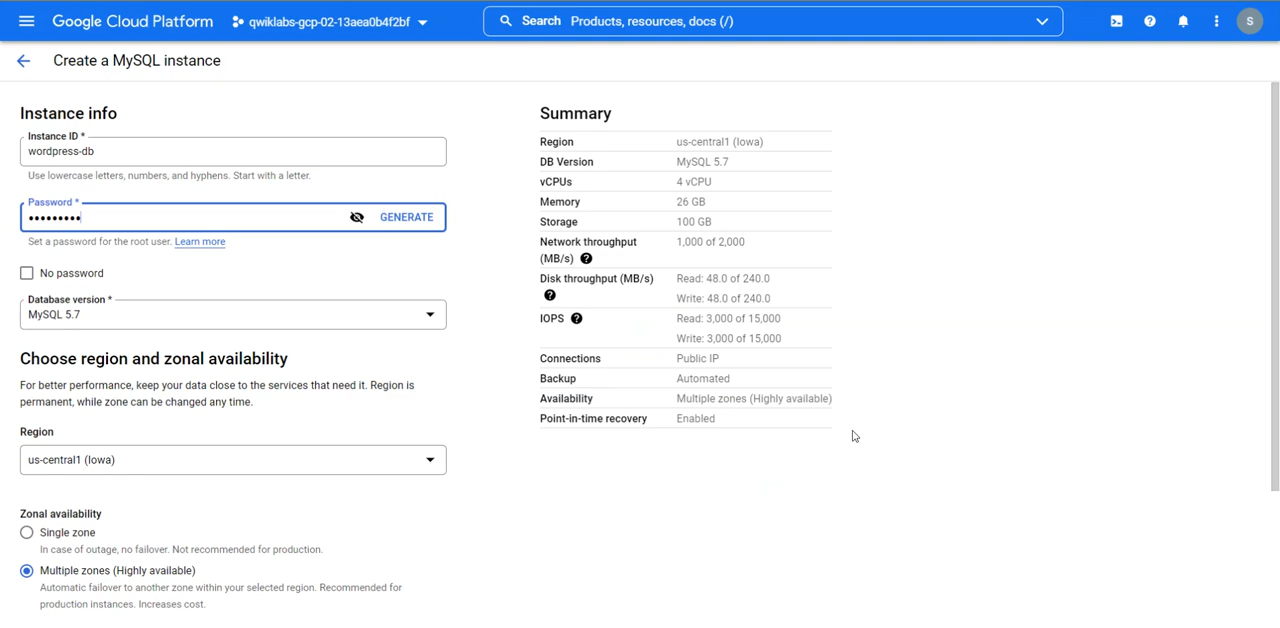 Google Cloud Platform
qwiklabs-gcp-02-13aea0b4f2bf
Search Products, resources, docs (/)
S
Create a MySQL instance
Instance info
Instance ID *
wordpress-db
Use lowercase letters, numbers, and hyphens. Start with a letter.
Password *
•••••••••
GENERATE
Set a password for the root user. Learn more
No password
Database version *
MySQL 5.7
Choose region and zonal availability
For better performance, keep your data close to the services that need it. Region is
permanent, while zone can be changed any time.
Region
us-central1 (Iowa)
Zonal availability
Single zone
In case of outage, no failover. Not recommended for production.
Multiple zones (Highly available)
Automatic failover to another zone within your selected region. Recommended for
production instances. Increases cost.
Summary
Region us-central1 (Iowa)
DB Version MySQL 5.7
vCPUs 4 vCPU
Memory 26 GB
Storage 100 GB
Network throughput 1,000 of 2,000
(MB/s)
Disk throughput (MB/s) Read: 48.0 of 240.0
Write: 48.0 of 240.0
IOPS Read: 3,000 of 15,000
Write: 3,000 of 15,000
Connections Public IP
Backup Automated
Availability Multiple zones (Highly available)
Point-in-time recovery Enabled